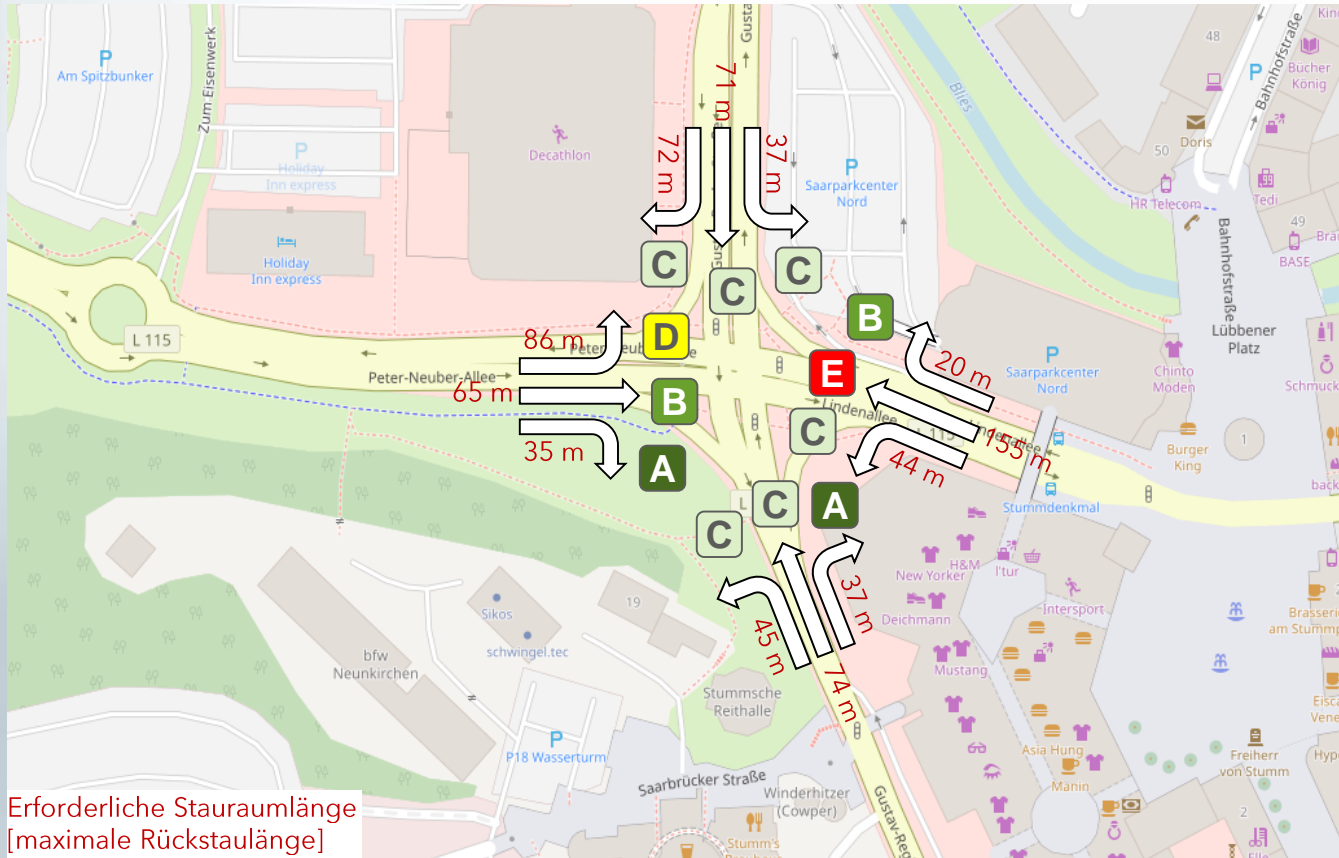 P
Am Spitzbunker
Zum Eisenwerk
P
Holiday
Inn express
Holiday
Inn express
Decathlon
71 m
72 m
37 m
P
Saarparkcenter
Nord
Blies
48
P
Bahnhofstraße
Bücher
König
Doris
50
HR Telecom
Tedi
49
BASE
Bahnhofstraße
Lübbener
Platz
C
C
C
B
L 115
86 m
D
Peter-Neuber-Allee
65 m
B
E
20 m
P
Saarparkcenter
Nord
Chinto
Moden
Lindenallee
Lindenallee
C
155 m
44 m
35 m
A
Burger
King
1
Stummdenkmal
C
C
A
L
New Yorker
H&M
l'tur
Deichmann
Intersport
Mustang
37 m
45 m
74 m
Sikos
schwingel.tec
19
bfw
Neunkirchen
Stummsche
Reithalle
P
P18 Wasserturm
Asia Hung
Manin
Freiherr
von Stumm
2
Saarbrücker Straße
Winderhitzer
(Cowper)
Stumm's
Erforderliche Stauraumlänge
[maximale Rückstaulänge]